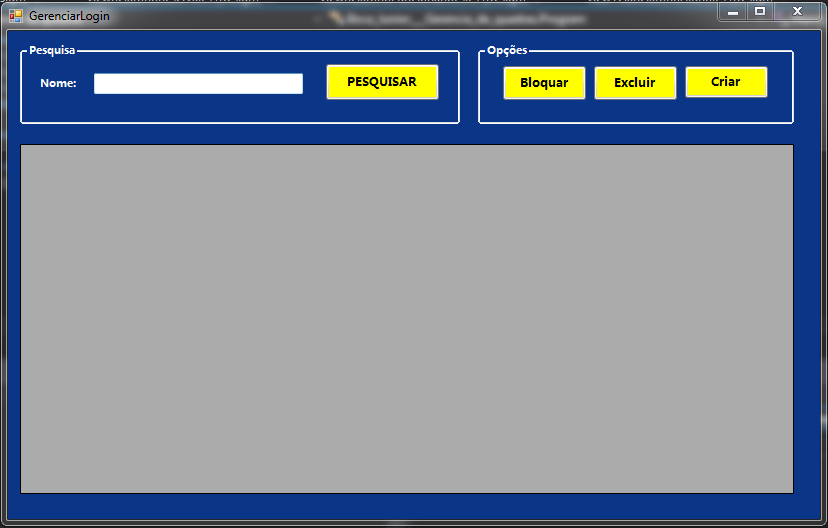 GerenciarLogin
Pesquisa
Nome:
PESQUISAR
Opções
Bloquar
Excluir
Criar